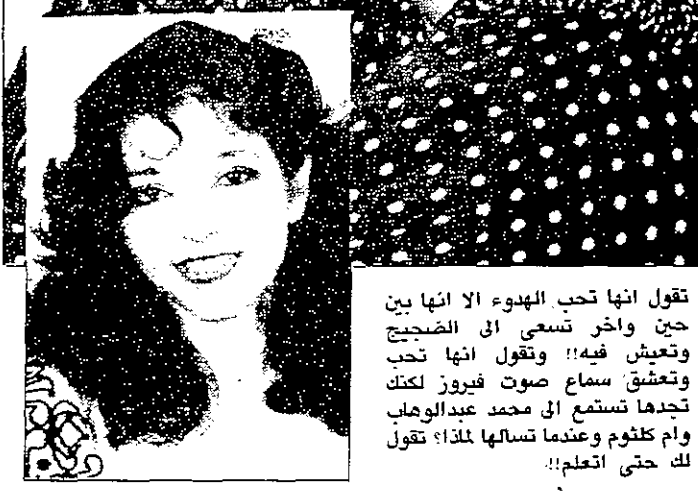 تقول انها تحب الهدوء الا انها بين
حين واخر تسعى الى الضجيج
وتعيش فيه!! وتقول انها تحب
وتعشق سماع صوت فيروز لكنك
تجدها تستمع الى محمد عبدالوهاب
وام كلثوم وعندما تسألها لماذا؟ تقول
لك حتى اتعلم!!